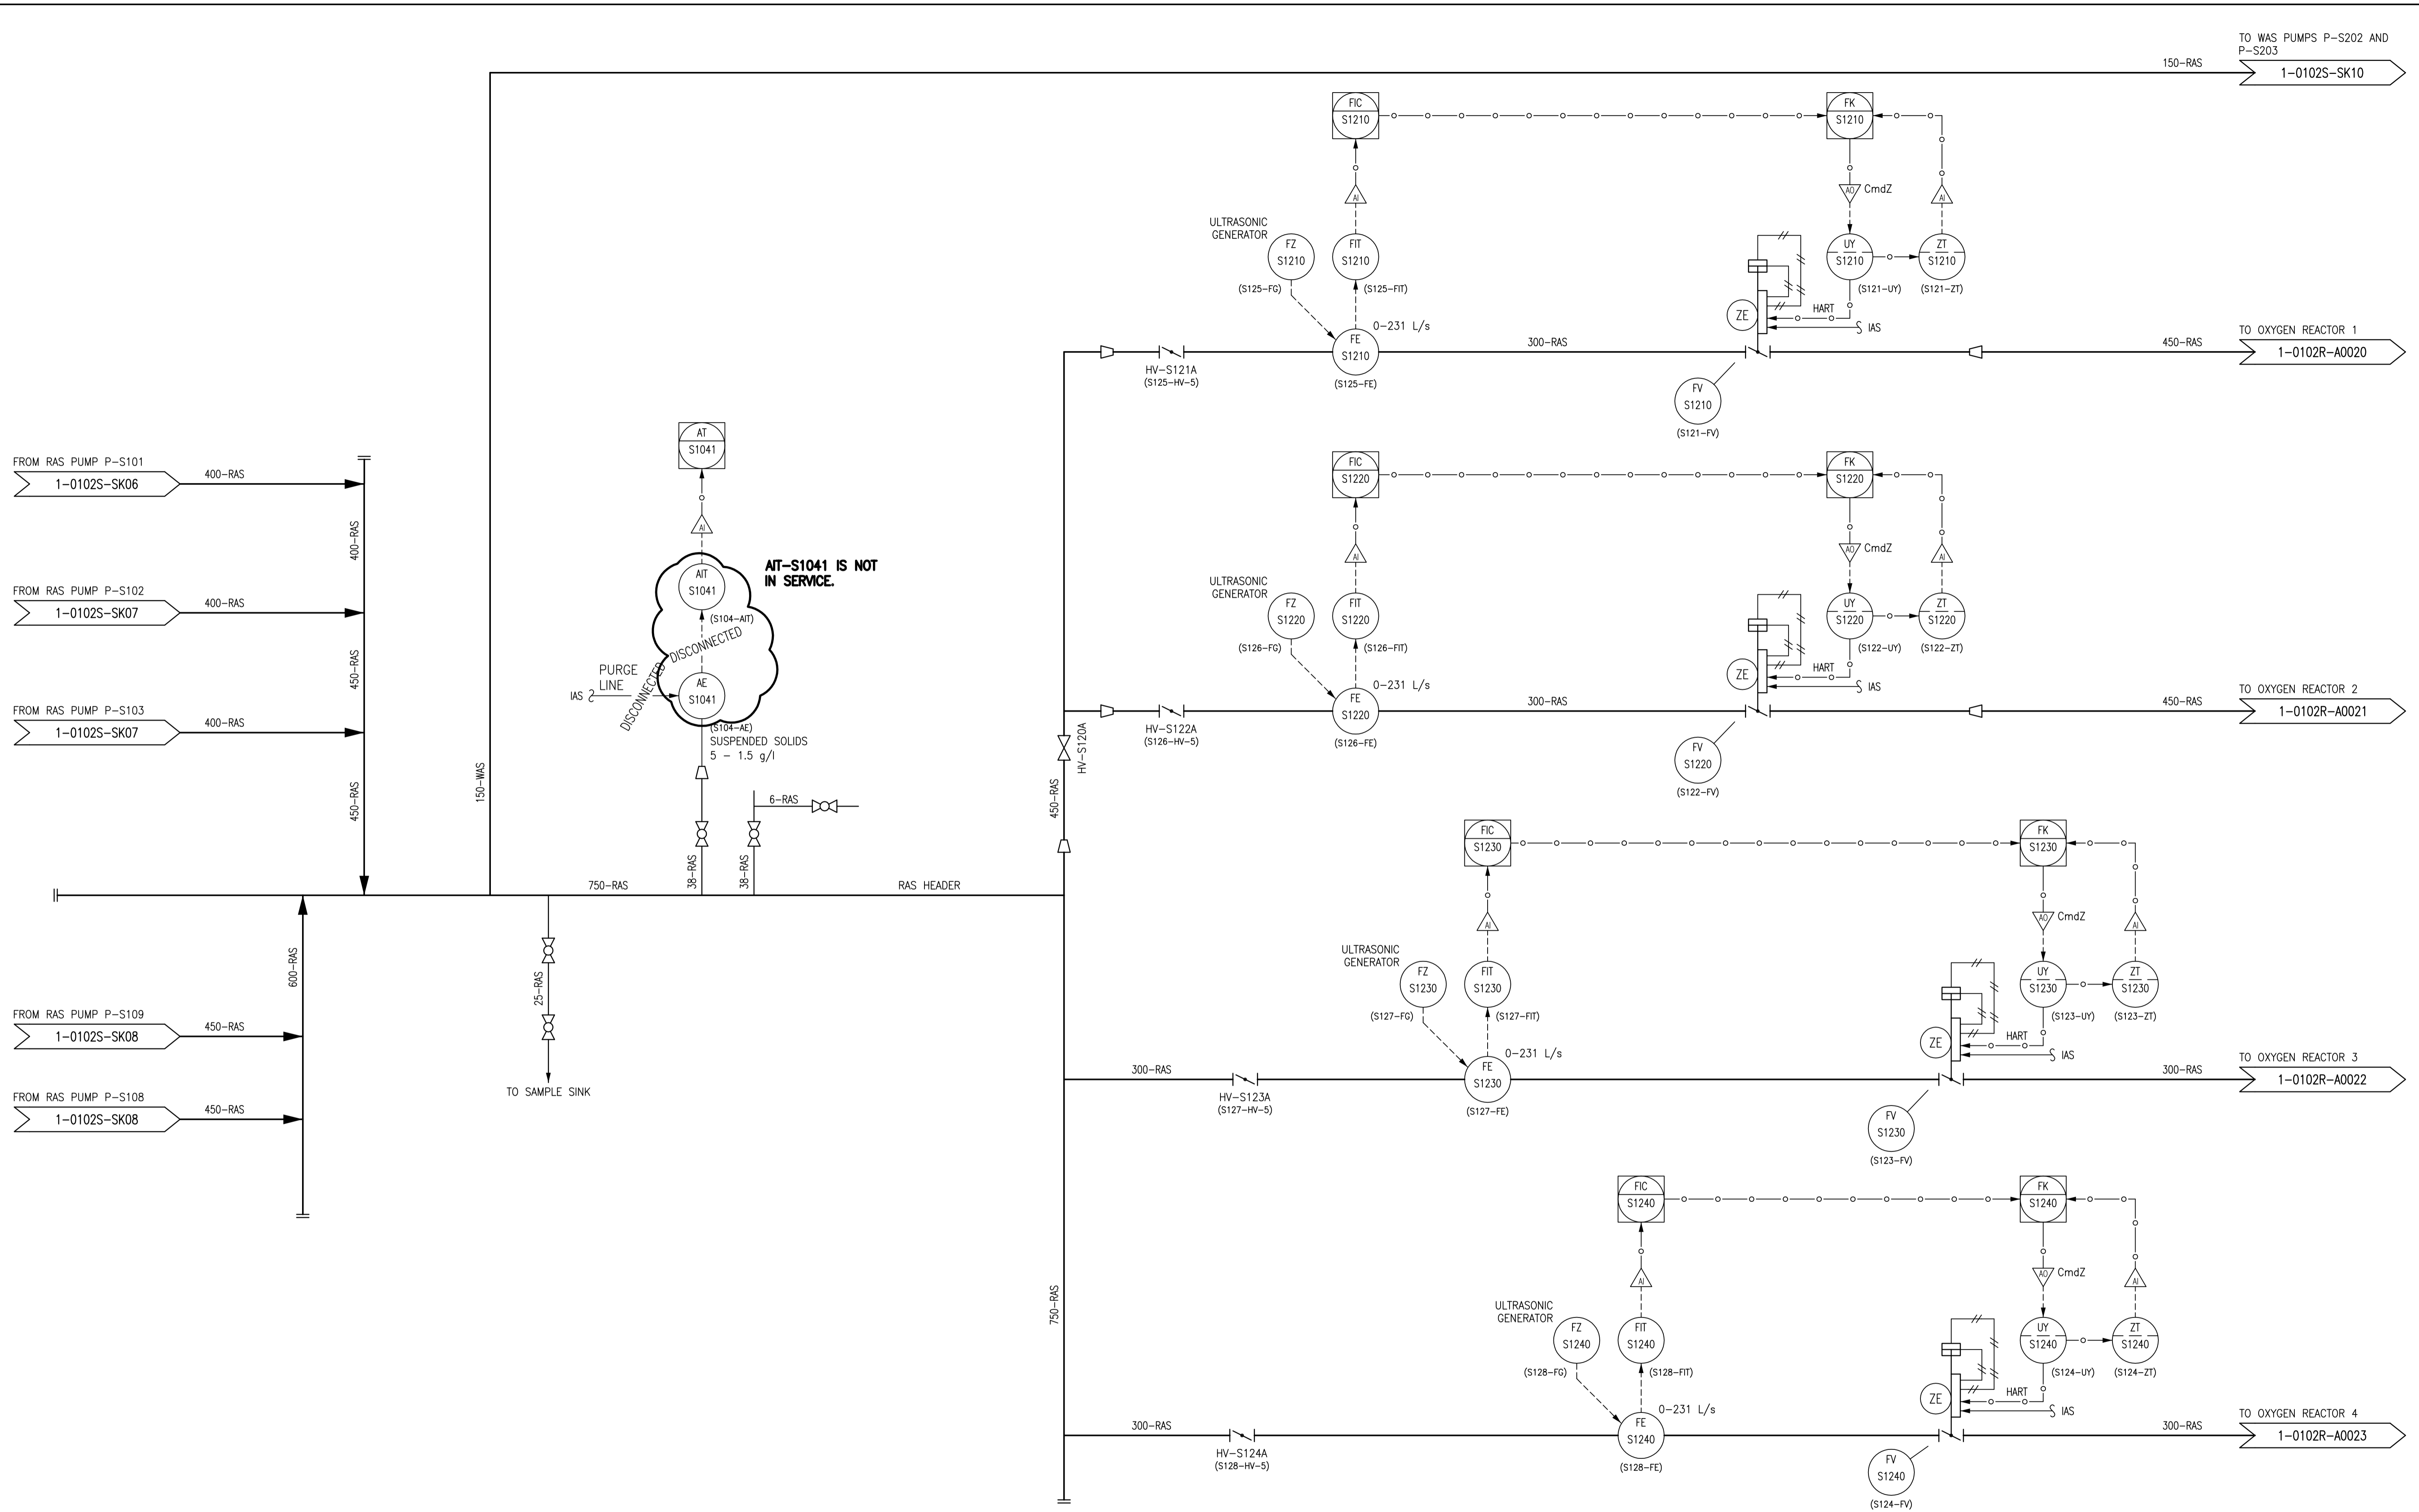 TO WAS PUMPS P-S202 AND
P-S203
150-RAS
1-0102S-SK10
FIC
S1210
FK
S1210
AI
AO
CmdZ
AI
ULTRASONIC
GENERATOR
FZ
S1210
(S125-FG)
FIT
S1210
(S125-FIT)
UY
S1210
(S121-UY)
ZT
S1210
(S121-ZT)
HART
ZE
IAS
0-231 L/s
FE
S1210
(S125-FE)
HV-S121A
(S125-HV-5)
300-RAS
FV
S1210
(S121-FV)
450-RAS
TO OXYGEN REACTOR 1
1-0102R-A0020
FROM RAS PUMP P-S101
1-0102S-SK06
400-RAS
400-RAS
FROM RAS PUMP P-S102
1-0102S-SK07
400-RAS
450-RAS
FROM RAS PUMP P-S103
1-0102S-SK07
400-RAS
450-RAS
150-WAS
AT
S1041
AI
AIT-S1041 IS NOT
IN SERVICE.
AIT
S1041
(S104-AIT)
DISCONNECTED
DISCONNECTED
PURGE
LINE
IAS
AE
S1041
(S104-AE)
SUSPENDED SOLIDS
5 - 1.5 g/l
6-RAS
38-RAS
38-RAS
FIC
S1220
FK
S1220
AI
AO
CmdZ
AI
ULTRASONIC
GENERATOR
FZ
S1220
(S126-FG)
FIT
S1220
(S126-FIT)
UY
S1220
(S122-UY)
ZT
S1220
(S122-ZT)
HART
ZE
IAS
0-231 L/s
FE
S1220
(S126-FE)
HV-S122A
(S126-HV-5)
300-RAS
FV
S1220
(S122-FV)
450-RAS
TO OXYGEN REACTOR 2
1-0102R-A0021
HV-S120A
450-RAS
750-RAS
RAS HEADER
600-RAS
25-RAS
TO SAMPLE SINK
FROM RAS PUMP P-S109
1-0102S-SK08
450-RAS
FROM RAS PUMP P-S108
1-0102S-SK08
450-RAS
FIC
S1230
FK
S1230
AI
AO
CmdZ
AI
ULTRASONIC
GENERATOR
FZ
S1230
(S127-FG)
FIT
S1230
(S127-FIT)
UY
S1230
(S123-UY)
ZT
S1230
(S123-ZT)
HART
ZE
IAS
0-231 L/s
300-RAS
FE
S1230
(S127-FE)
HV-S123A
(S127-HV-5)
FV
S1230
(S123-FV)
300-RAS
TO OXYGEN REACTOR 3
1-0102R-A0022
750-RAS
FIC
S1240
FK
S1240
AI
AO
CmdZ
AI
ULTRASONIC
GENERATOR
FZ
S1240
(S128-FG)
FIT
S1240
(S128-FIT)
UY
S1240
(S124-UY)
ZT
S1240
(S124-ZT)
HART
ZE
IAS
0-231 L/s
300-RAS
FE
S1240
(S128-FE)
HV-S124A
(S128-HV-5)
FV
S1240
(S124-FV)
300-RAS
TO OXYGEN REACTOR 4
1-0102R-A0023